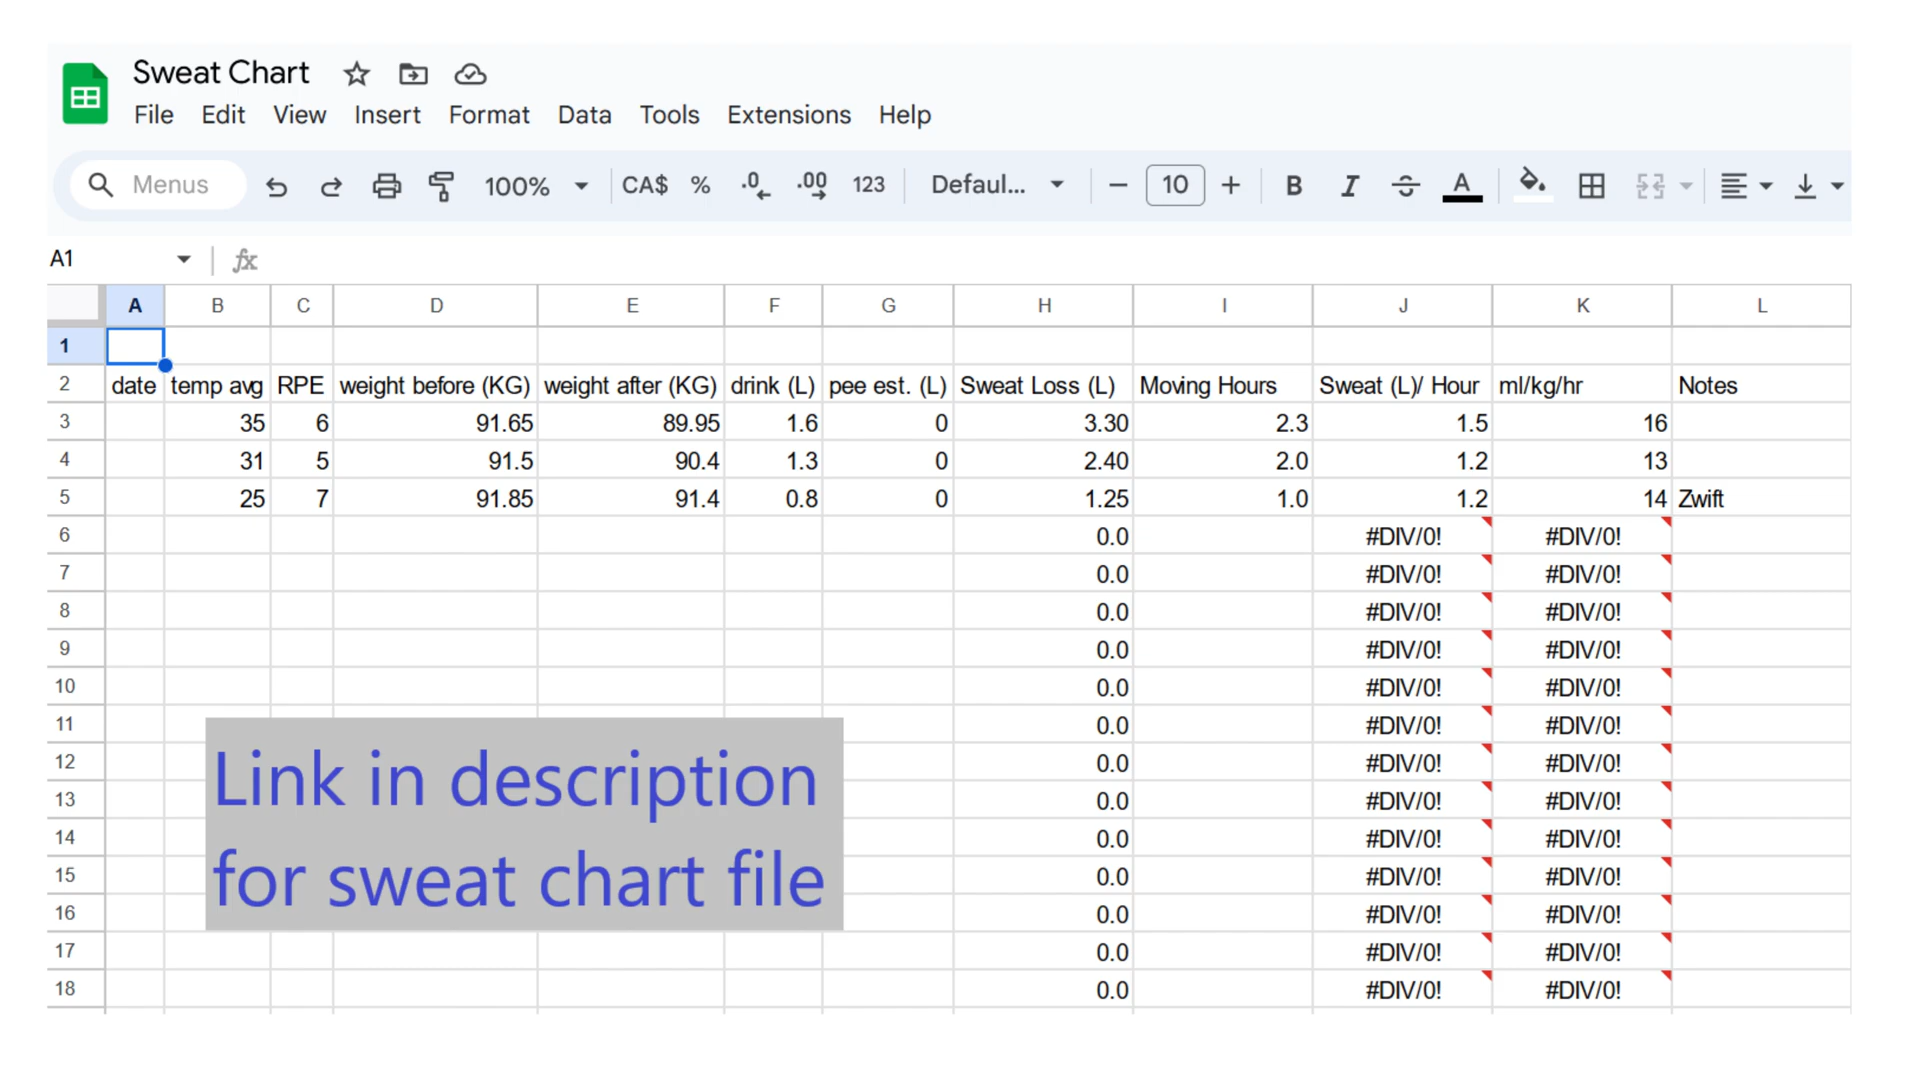 Sweat Chart
File Edit View Insert Format Data Tools Extensions Help
Menus 100% CA$ % .0 .00 123 Defaul... − 10 + B I S A
A1 fx
A B C D E F G H I J K L
1
2 date temp avg RPE weight before (KG) weight after (KG) drink (L) pee est. (L) Sweat Loss (L) Moving Hours Sweat (L)/ Hour ml/kg/hr Notes
3 35 6 91.65 89.95 1.6 0 3.30 2.3 1.5 16
4 31 5 91.5 90.4 1.3 0 2.40 2.0 1.2 13
5 25 7 91.85 91.4 0.8 0 1.25 1.0 1.2 14 Zwift
6 0.0 #DIV/0! #DIV/0!
7 0.0 #DIV/0! #DIV/0!
8 0.0 #DIV/0! #DIV/0!
9 0.0 #DIV/0! #DIV/0!
10 0.0 #DIV/0! #DIV/0!
11 0.0 #DIV/0! #DIV/0!
12 0.0 #DIV/0! #DIV/0!
13 0.0 #DIV/0! #DIV/0!
14 0.0 #DIV/0! #DIV/0!
15 0.0 #DIV/0! #DIV/0!
16 0.0 #DIV/0! #DIV/0!
17 0.0 #DIV/0! #DIV/0!
18 0.0 #DIV/0! #DIV/0!
Link in description
for sweat chart file